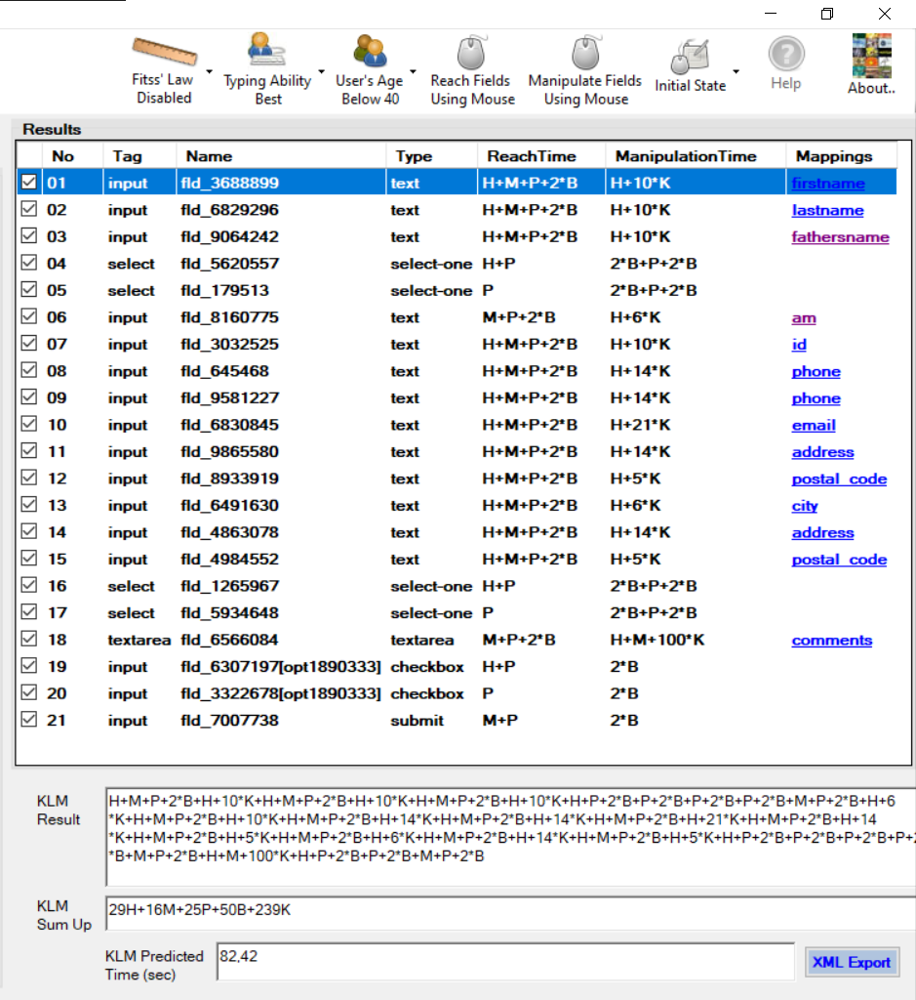 Fitss' Law Disabled
Typing Ability Best
User's Age Below 40
Reach Fields Using Mouse
Manipulate Fields Using Mouse
Initial State
Help
About..
Results
No Tag Name Type ReachTime ManipulationTime Mappings
01 input fld_3688899 text H+M+P+2*B H+10*K firstname
02 input fld_6829296 text H+M+P+2*B H+10*K lastname
03 input fld_9064242 text H+M+P+2*B H+10*K fathersname
04 select fld_5620557 select-one H+P 2*B+P+2*B
05 select fld_179513 select-one P 2*B+P+2*B
06 input fld_8160775 text M+P+2*B H+6*K am
07 input fld_3032525 text H+M+P+2*B H+10*K id
08 input fld_645468 text H+M+P+2*B H+14*K phone
09 input fld_9581227 text H+M+P+2*B H+14*K phone
10 input fld_6830845 text H+M+P+2*B H+21*K email
11 input fld_9865580 text H+M+P+2*B H+14*K address
12 input fld_8933919 text H+M+P+2*B H+5*K postal_code
13 input fld_6491630 text H+M+P+2*B H+6*K city
14 input fld_4863078 text H+M+P+2*B H+14*K address
15 input fld_4984552 text H+M+P+2*B H+5*K postal_code
16 select fld_1265967 select-one H+P 2*B+P+2*B
17 select fld_5934648 select-one P 2*B+P+2*B
18 textarea fld_6566084 textarea M+P+2*B H+M+100*K comments
19 input fld_6307197[opt1890333] checkbox H+P 2*B
20 input fld_3322678[opt1890333] checkbox P 2*B
21 input fld_7007738 submit M+P 2*B
KLM Result
H+M+P+2*B+H+10*K+H+M+P+2*B+H+10*K+H+M+P+2*B+H+10*K+H+P+2*B+P+2*B+P+2*B+P+2*B+M+P+2*B+H+6
*K+H+M+P+2*B+H+10*K+H+M+P+2*B+H+14*K+H+M+P+2*B+H+14*K+H+M+P+2*B+H+21*K+H+M+P+2*B+H+14
*K+H+M+P+2*B+H+5*K+H+M+P+2*B+H+6*K+H+M+P+2*B+H+14*K+H+M+P+2*B+H+5*K+H+P+2*B+P+2*B+P+2*B+P+2
*B+M+P+2*B+H+M+100*K+H+P+2*B+P+2*B+M+P+2*B
KLM Sum Up
29H+16M+25P+50B+239K
KLM Predicted Time (sec)
82,42
XML Export